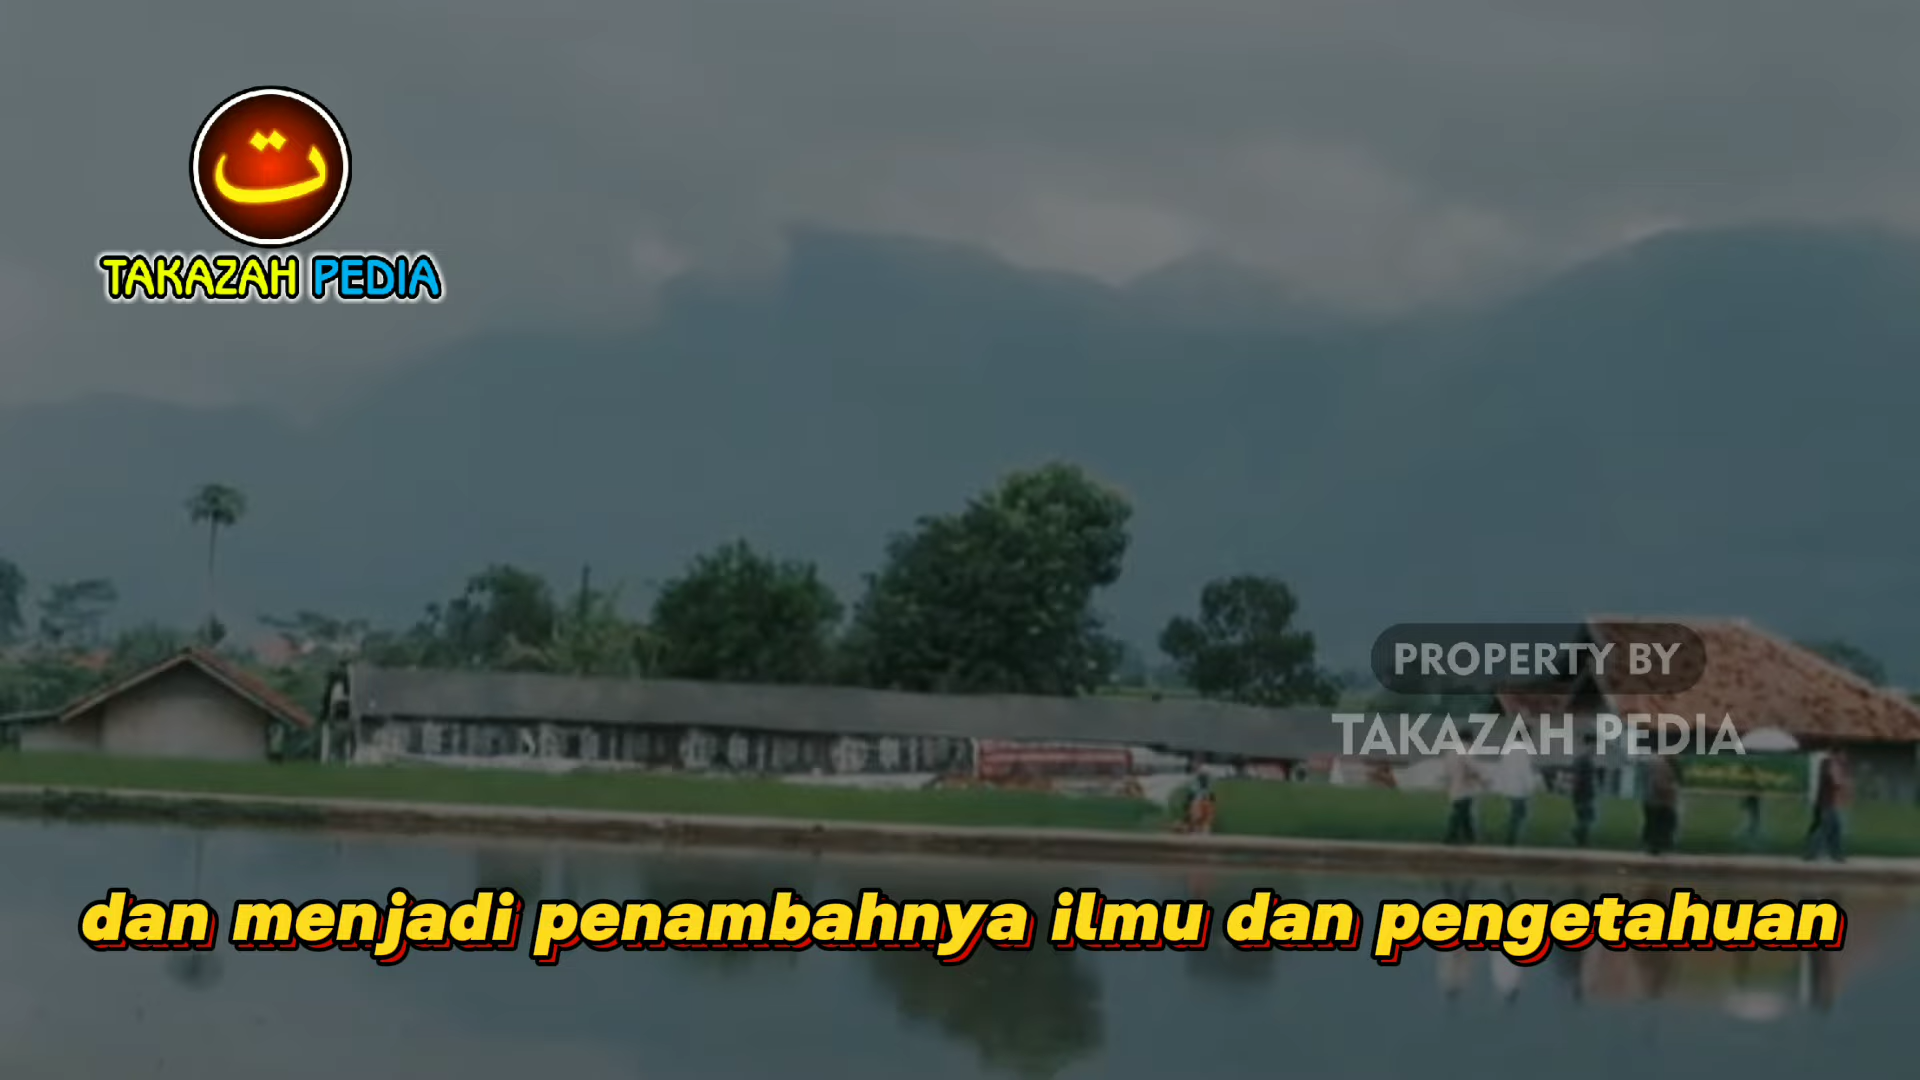 ت
TAKAZAH PEDIA
PROPERTY BY
TAKAZAH PEDIA
dan menjadi penambahnya ilmu dan pengetahuan